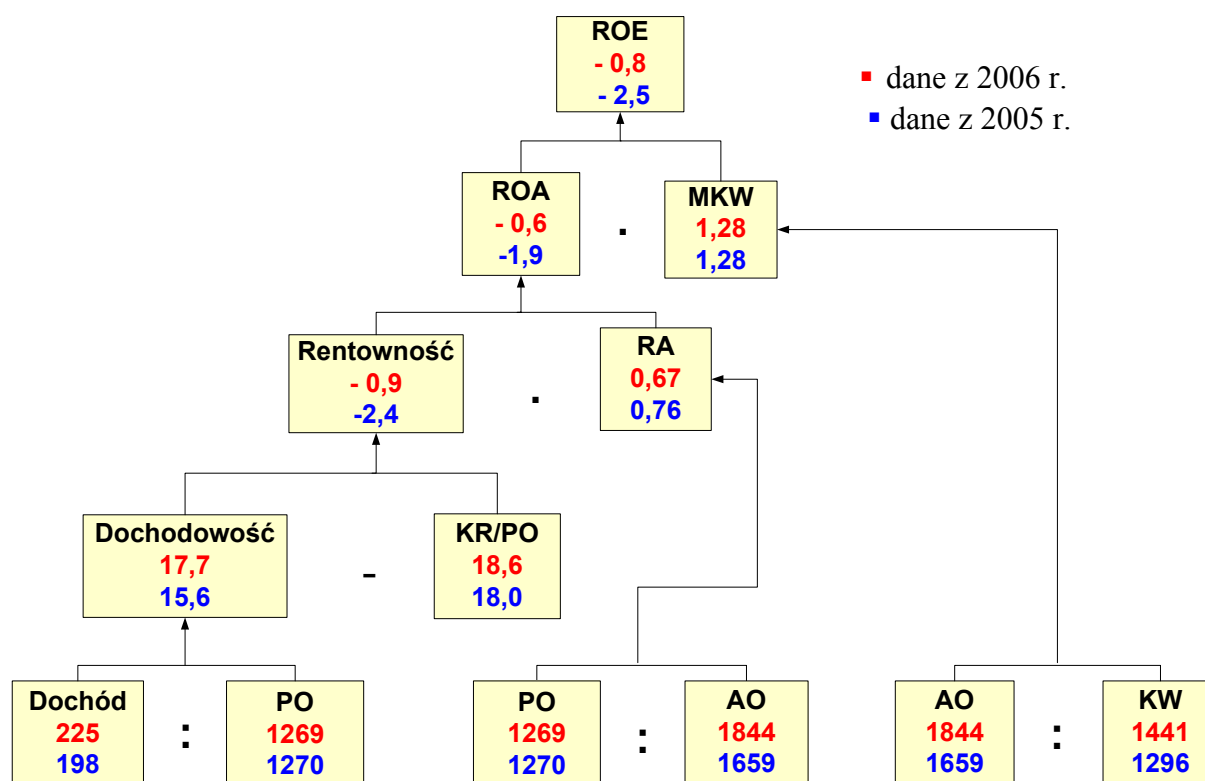 ROE
- 0,8
- 2,5
▪ dane z 2006 r.
▪ dane z 2005 r.
ROA
- 0,6
-1,9
.
MKW
1,28
1,28
Rentowność
- 0,9
-2,4
.
RA
0,67
0,76
Dochodowość
17,7
15,6
-
KR/PO
18,6
18,0
Dochód
225
198
:
PO
1269
1270
PO
1269
1270
:
AO
1844
1659
AO
1844
1659
:
KW
1441
1296